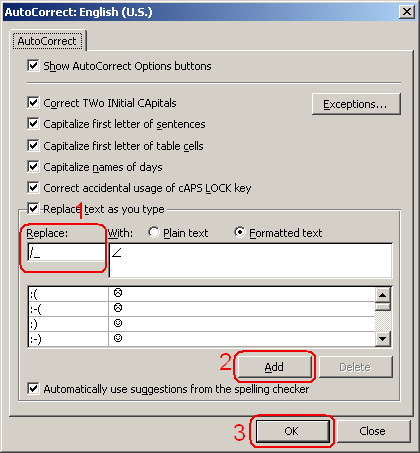 AutoCorrect: English (U.S.)
AutoCorrect
Show AutoCorrect Options buttons
Correct TWo INitial CApitals
Exceptions...
Capitalize first letter of sentences
Capitalize first letter of table cells
Capitalize names of days
Correct accidental usage of cAPS LOCK key
1
Replace text as you type
Replace: With: Plain text Formatted text
/_ ∠
:( ☹
:-( ☹
:) ☺
:-) ☺
2 Add Delete
Automatically use suggestions from the spelling checker
3 OK Close